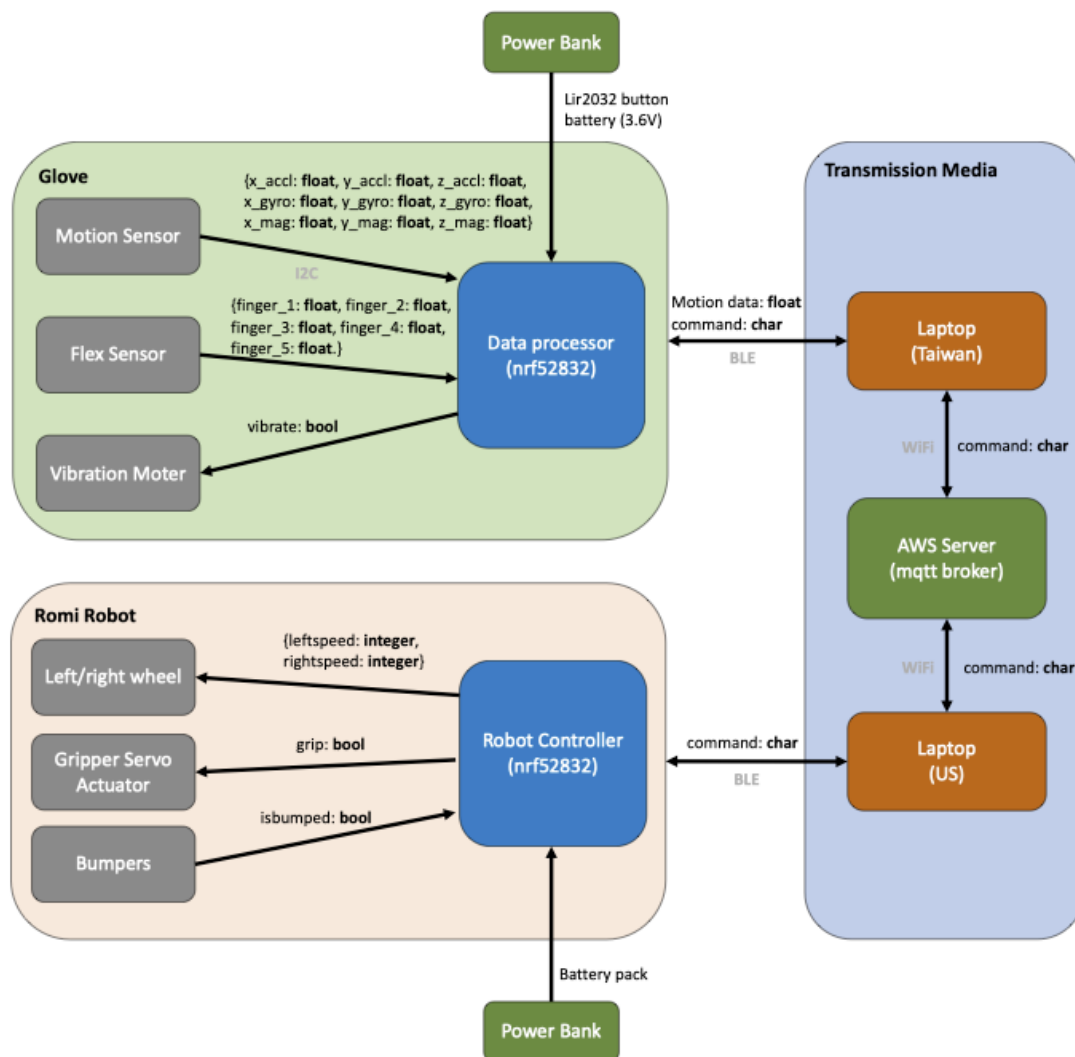 Power Bank
Lir2032 button
battery (3.6V)
Glove
{x_accl: float, y_accl: float, z_accl: float,
x_gyro: float, y_gyro: float, z_gyro: float,
x_mag: float, y_mag: float, z_mag: float}
Motion Sensor
I2C
{finger_1: float, finger_2: float,
finger_3: float, finger_4: float,
finger_5: float.}
Flex Sensor
Data processor
(nrf52832)
vibrate: bool
Vibration Moter
Motion data: float
command: char
BLE
Transmission Media
Laptop
(Taiwan)
WiFi
command: char
AWS Server
(mqtt broker)
WiFi
command: char
Laptop
(US)
Romi Robot
{leftspeed: integer,
rightspeed: integer}
Left/right wheel
grip: bool
Gripper Servo
Actuator
Robot Controller
(nrf52832)
isbumped: bool
Bumpers
command: char
BLE
Battery pack
Power Bank